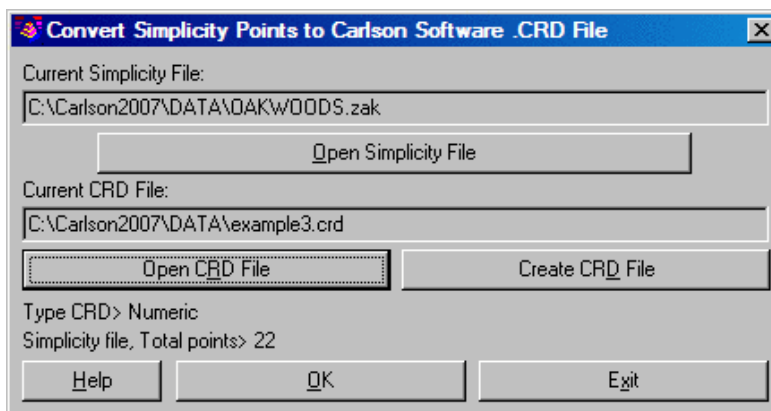 Convert Simplicity Points to Carlson Software .CRD File
Current Simplicity File:
C:\Carlson2007\DATA\OAKWOODS.zak
Open Simplicity File
Current CRD File:
C:\Carlson2007\DATA\example3.crd
Open CRD File Create CRD File
Type CRD> Numeric
Simplicity file, Total points> 22
Help OK Exit